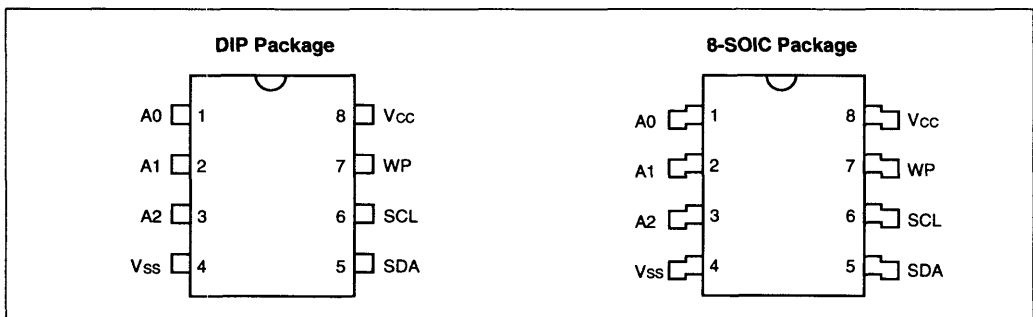 DIP Package
A0 1 8 Vcc
A1 2 7 WP
A2 3 6 SCL
Vss 4 5 SDA
8-SOIC Package
A0 1 8 Vcc
A1 2 7 WP
A2 3 6 SCL
Vss 4 5 SDA